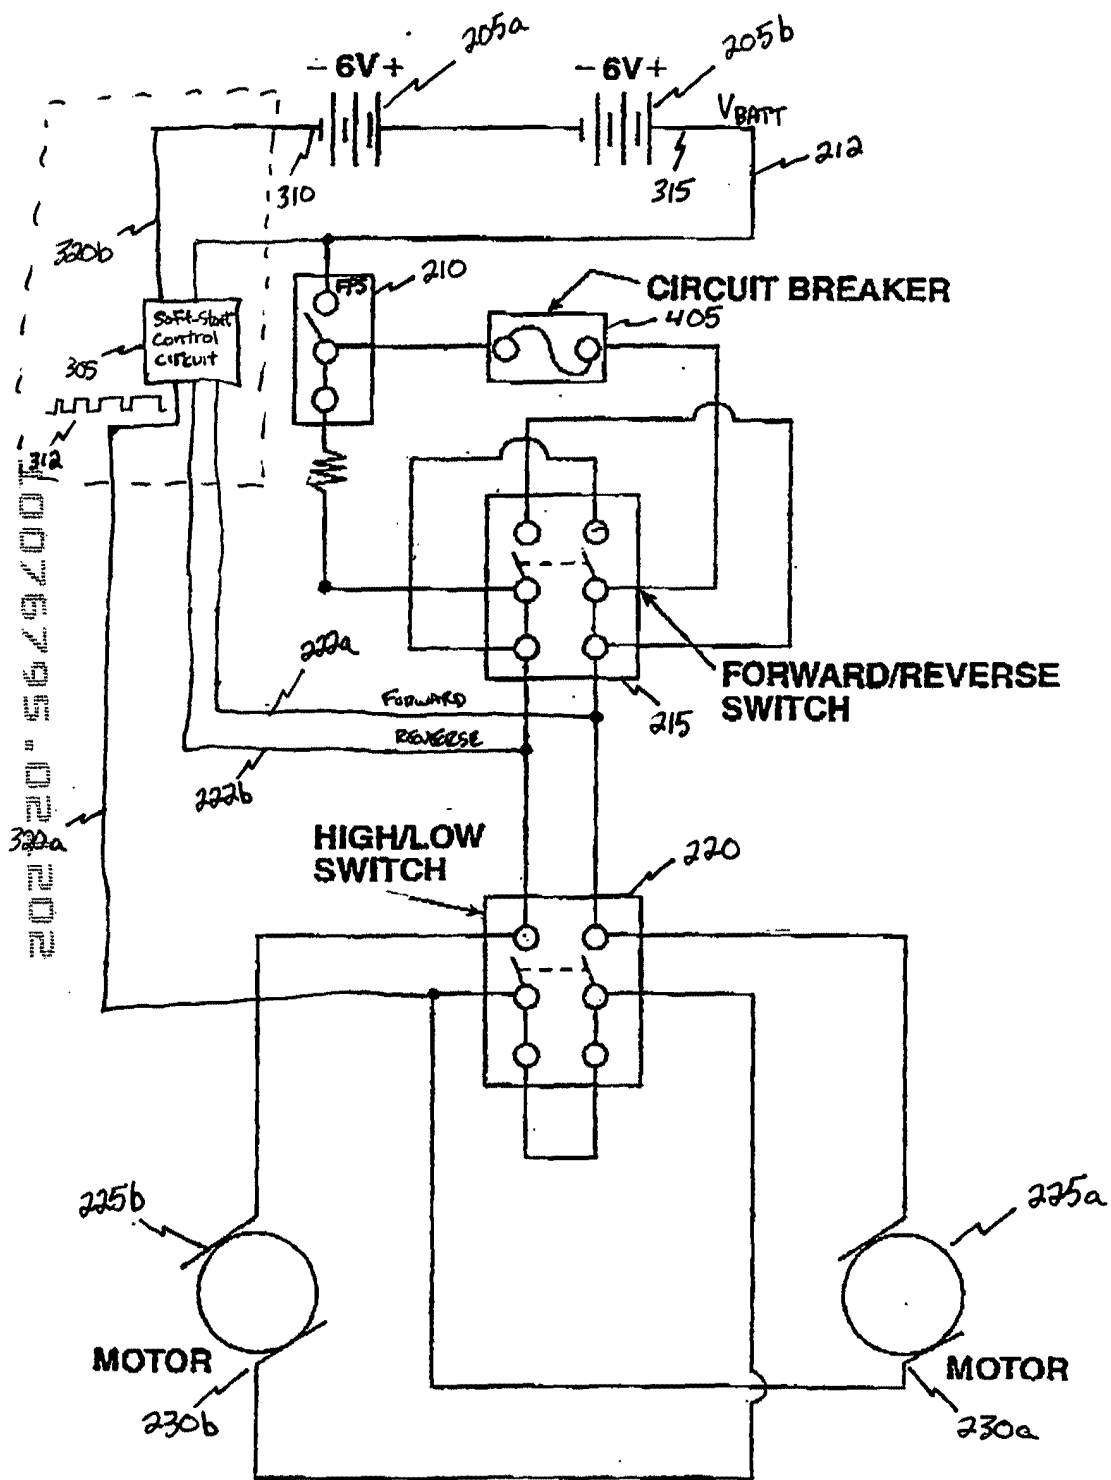 205a
205b
- 6V +
- 6V +
VBATT
212
310
315
320b
FPS
210
CIRCUIT BREAKER
405
Soft-Start
Control
Circuit
305
312
10076795.021202
222a
FORWARD/REVERSE
SWITCH
FORWARD
215
REVERSE
222b
HIGH/LOW
SWITCH
220
225b
225a
MOTOR
MOTOR
230b
230a